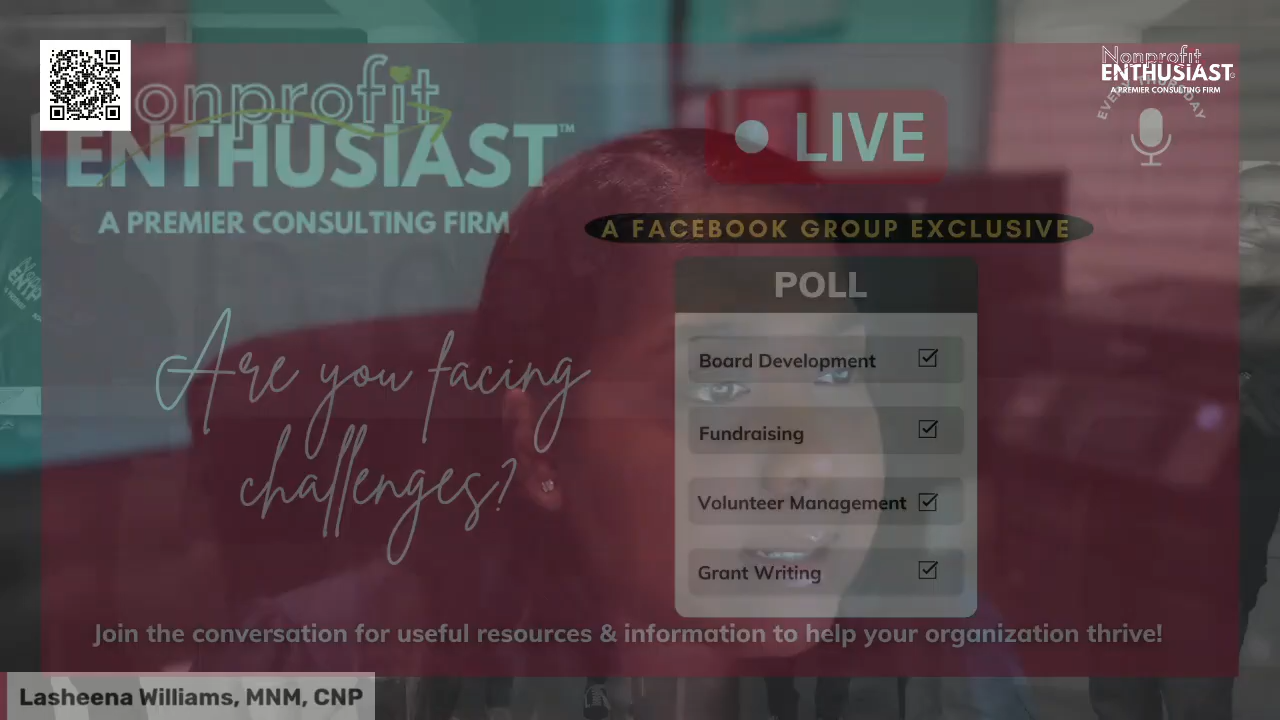 Nonprofit
ENTHUSIAST™
A PREMIER CONSULTING FIRM
LIVE
Nonprofit
ENTHUSIAST
A PREMIER CONSULTING FIRM
A FACEBOOK GROUP EXCLUSIVE
POLL
Board Development
Fundraising
Volunteer Management
Grant Writing
Are you facing
challenges?
Join the conversation for useful resources & information to help your organization thrive!
Lasheena Williams, MNM, CNP